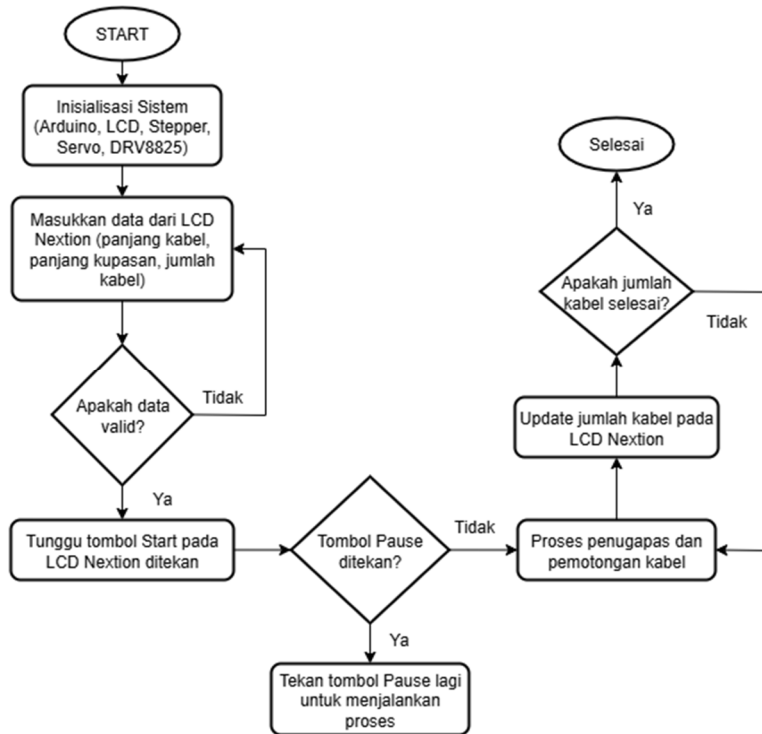 START
Inisialisasi Sistem
(Arduino, LCD, Stepper,
Servo, DRV8825)
Masukkan data dari LCD
Nextion (panjang kabel,
panjang kupasan, jumlah
kabel)
Apakah data
valid?
Tidak
Ya
Tunggu tombol Start pada
LCD Nextion ditekan
Tombol Pause
ditekan?
Ya
Tekan tombol Pause lagi
untuk menjalankan
proses
Tidak
Proses penugapas dan
pemotongan kabel
Update jumlah kabel pada
LCD Nextion
Apakah jumlah
kabel selesai?
Tidak
Ya
Selesai